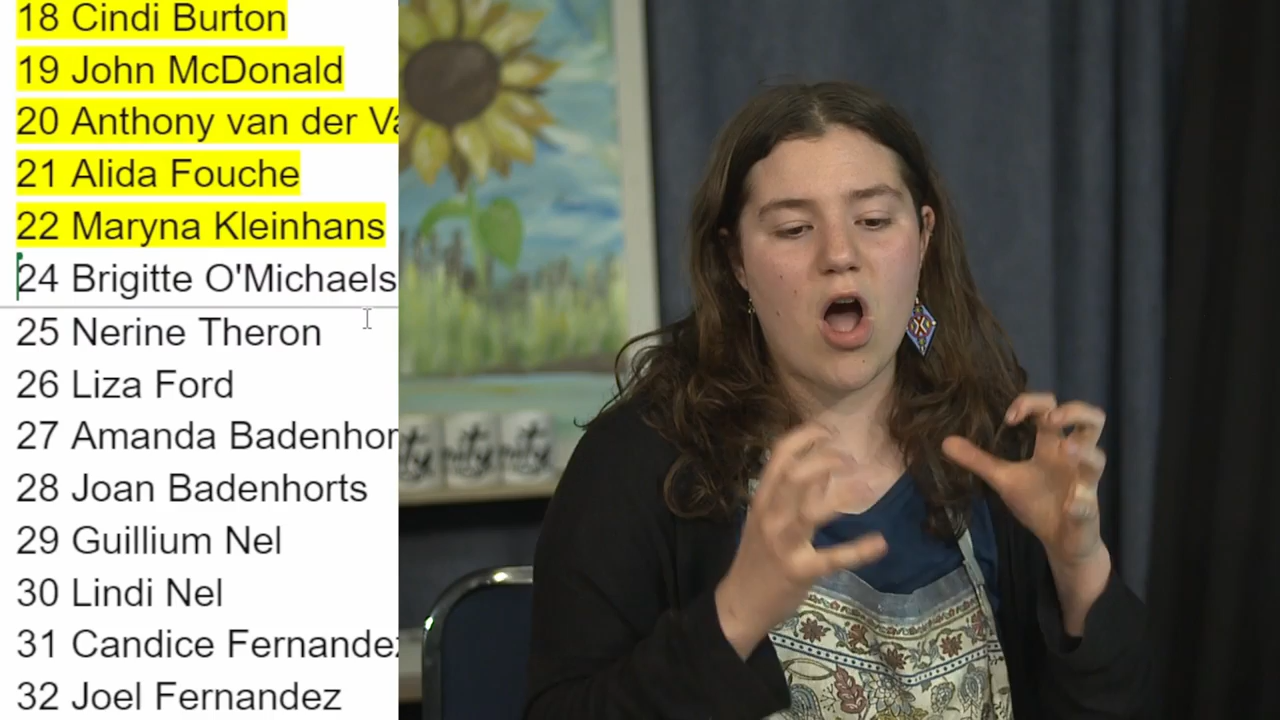 18 Cindi Burton
19 John McDonald
20 Anthony van der
21 Alida Fouche
22 Maryna Kleinhans
24 Brigitte O'Michaels
25 Nerine Theron
26 Liza Ford
27 Amanda
28 Joan Badenhorts
29 Guillium Nel
30 Lindi Nel
31 Candice
32 Joel Fernandez